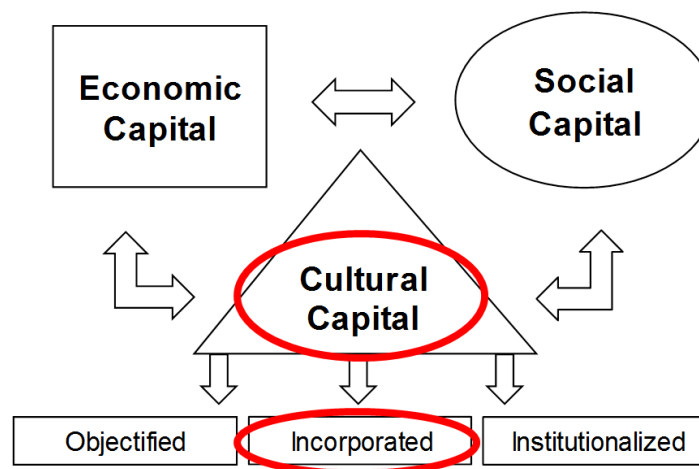 Economic
Capital
Social
Capital
Cultural
Capital
Objectified
Incorporated
Institutionalized